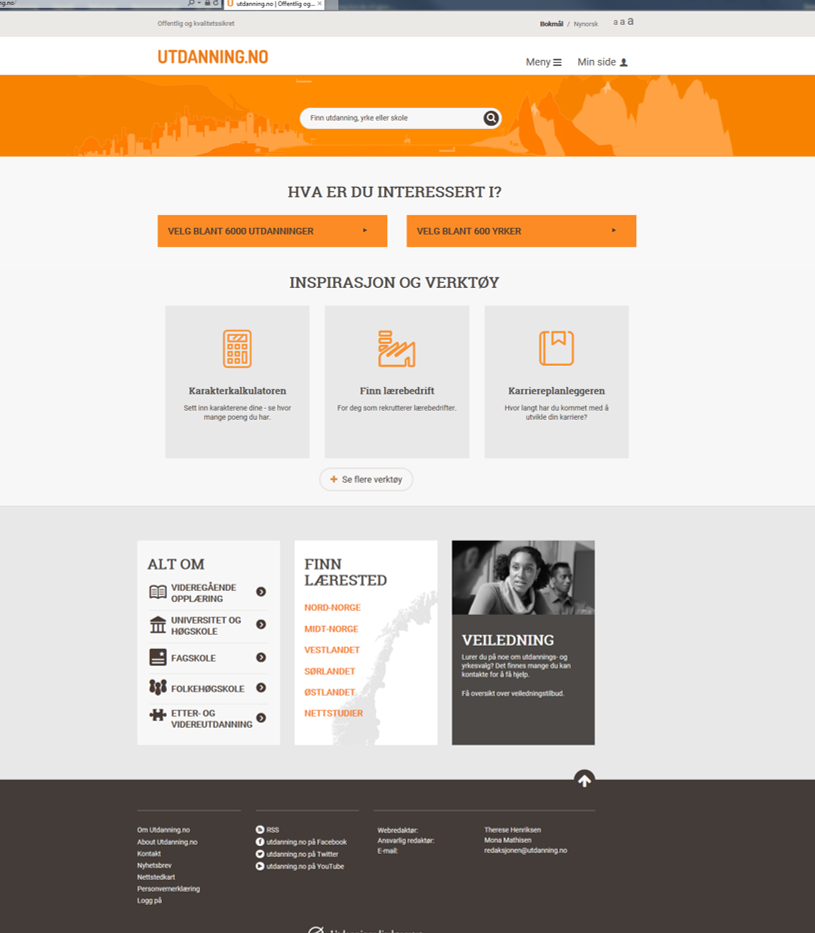 ng.no/
utdanning.no | Offentlig og...
Offentlig og kvalitetssikret
Bokmål / Nynorsk a a a
UTDANNING.NO
Meny Min side
Finn utdanning, yrke eller skole
HVA ER DU INTERESSERT I?
VELG BLANT 6000 UTDANNINGER
VELG BLANT 600 YRKER
INSPIRASJON OG VERKTØY
Karakterkalkulatoren
Sett inn karakterene dine - se hvor
mange poeng du har.
Finn lærebedrift
For deg som rekrutterer lærebedrifter.
Karriereplanleggeren
Hvor langt har du kommet med å
utvikle din karriere?
+ Se flere verktøy
ALT OM
VIDEREGÅENDE
OPPLÆRING
UNIVERSITET OG
HØGSKOLE
FAGSKOLE
FOLKEHØGSKOLE
ETTER- OG
VIDEREUTDANNING
FINN
LÆRESTED
NORD-NORGE
MIDT-NORGE
VESTLANDET
SØRLANDET
ØSTLANDET
NETTSTUDIER
VEILEDNING
Lurer du på noe om utdannings- og
yrkesvalg? Det finnes mange du kan
kontakte for å få hjelp.
Få oversikt over veiledningstilbud.
Om Utdanning.no
About Utdanning.no
Kontakt
Nyhetsbrev
Nettstedkart
Personvernerklæring
Logg på
RSS
utdanning.no på Facebook
utdanning.no på Twitter
utdanning.no på YouTube
Webredaktør: Therese Henriksen
Ansvarlig redaktør: Mona Mathisen
E-mail: redaksjonen@utdanning.no